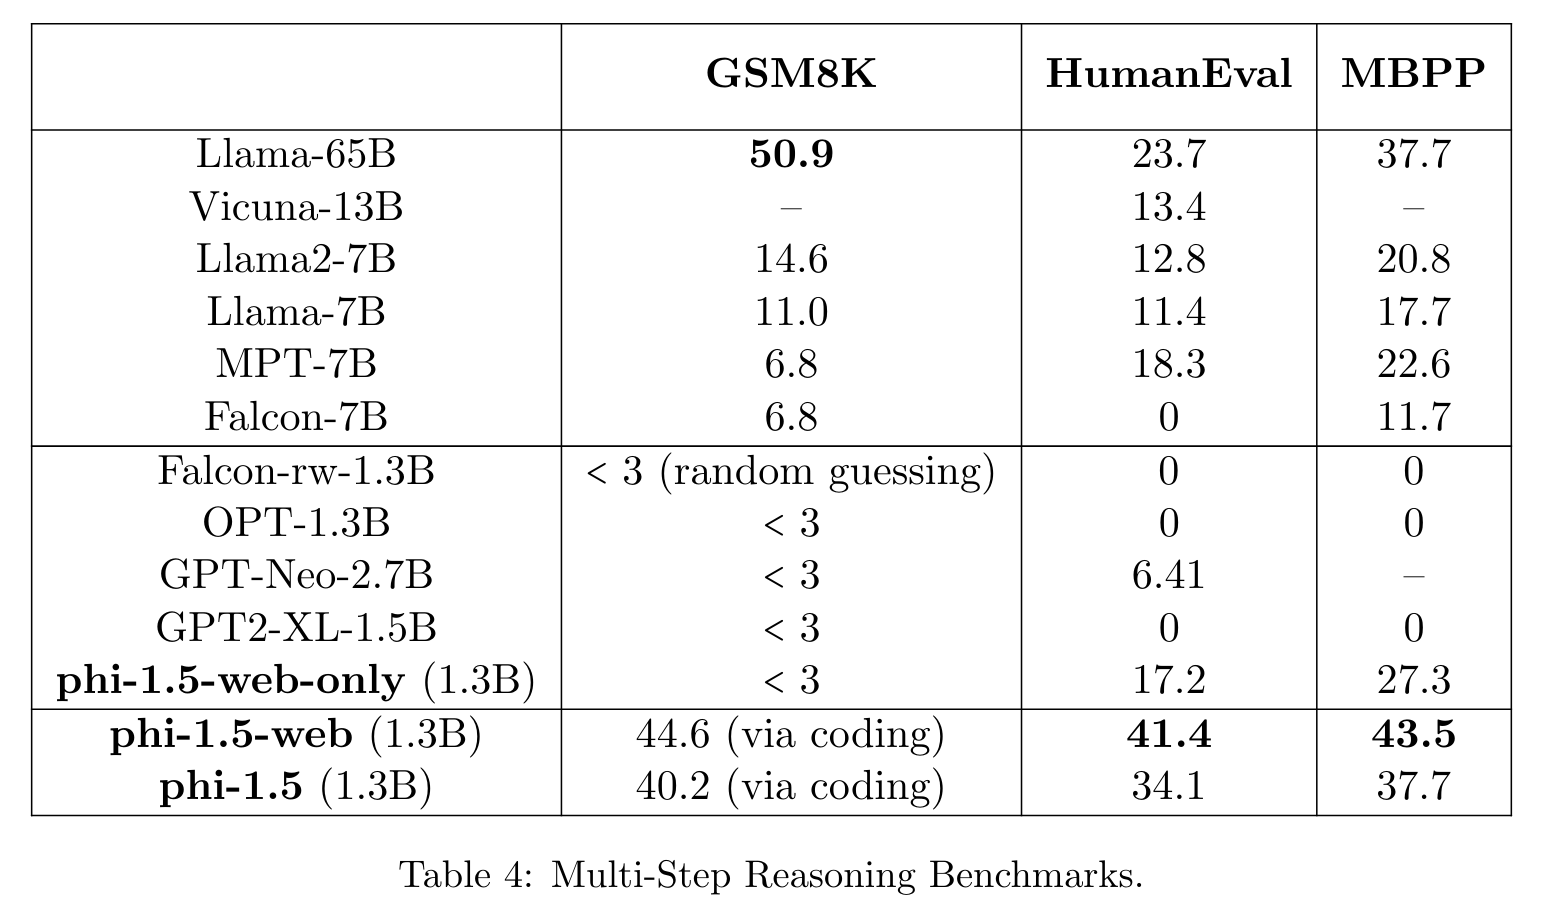 GSM8K HumanEval MBPP
Llama-65B 50.9 23.7 37.7
Vicuna-13B – 13.4 –
Llama2-7B 14.6 12.8 20.8
Llama-7B 11.0 11.4 17.7
MPT-7B 6.8 18.3 22.6
Falcon-7B 6.8 0 11.7
Falcon-rw-1.3B < 3 (random guessing) 0 0
OPT-1.3B < 3 0 0
GPT-Neo-2.7B < 3 6.41 –
GPT2-XL-1.5B < 3 0 0
phi-1.5-web-only (1.3B) < 3 17.2 27.3
phi-1.5-web (1.3B) 44.6 (via coding) 41.4 43.5
phi-1.5 (1.3B) 40.2 (via coding) 34.1 37.7
Table 4: Multi-Step Reasoning Benchmarks.